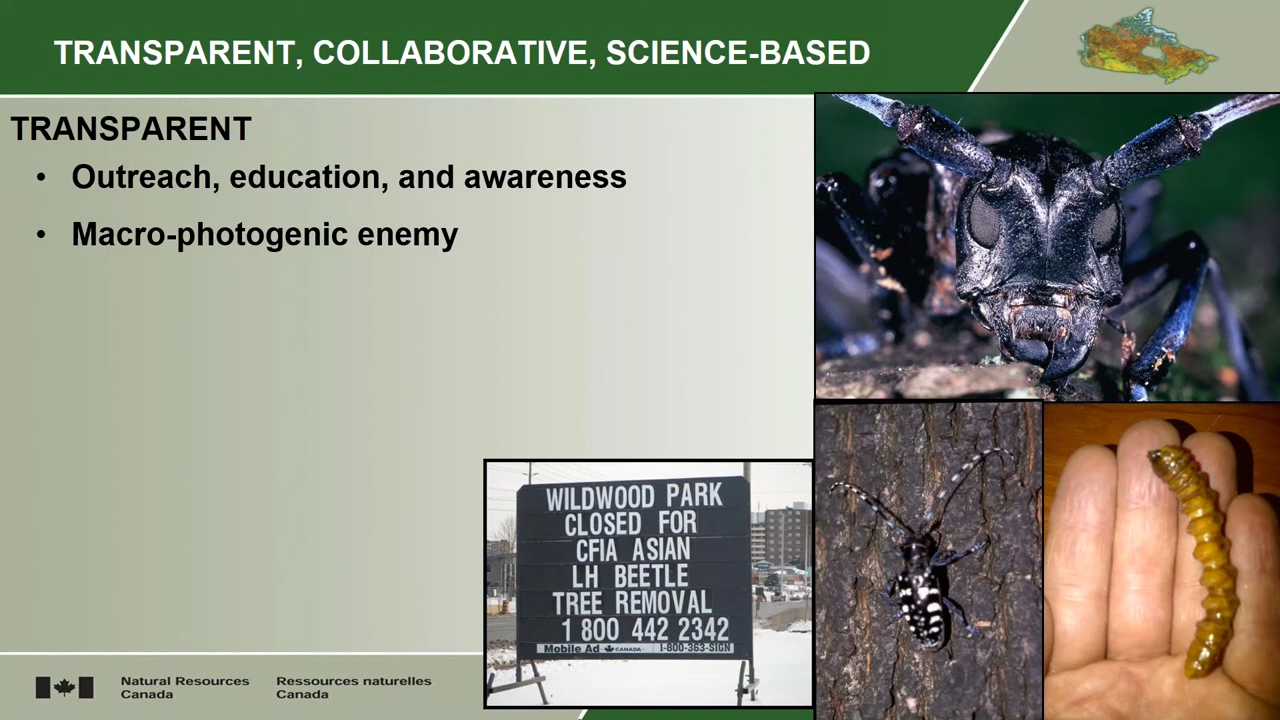 TRANSPARENT, COLLABORATIVE, SCIENCE-BASED
TRANSPARENT
• Outreach, education, and awareness
• Macro-photogenic enemy
WILDWOOD PARK
CLOSED FOR
CFIA ASIAN
LH BEETLE
TREE REMOVAL
1 800 442 2342
Mobile Ad CANADA 1-800-363-SIGN
Natural Resources
Canada
Ressources naturelles
Canada